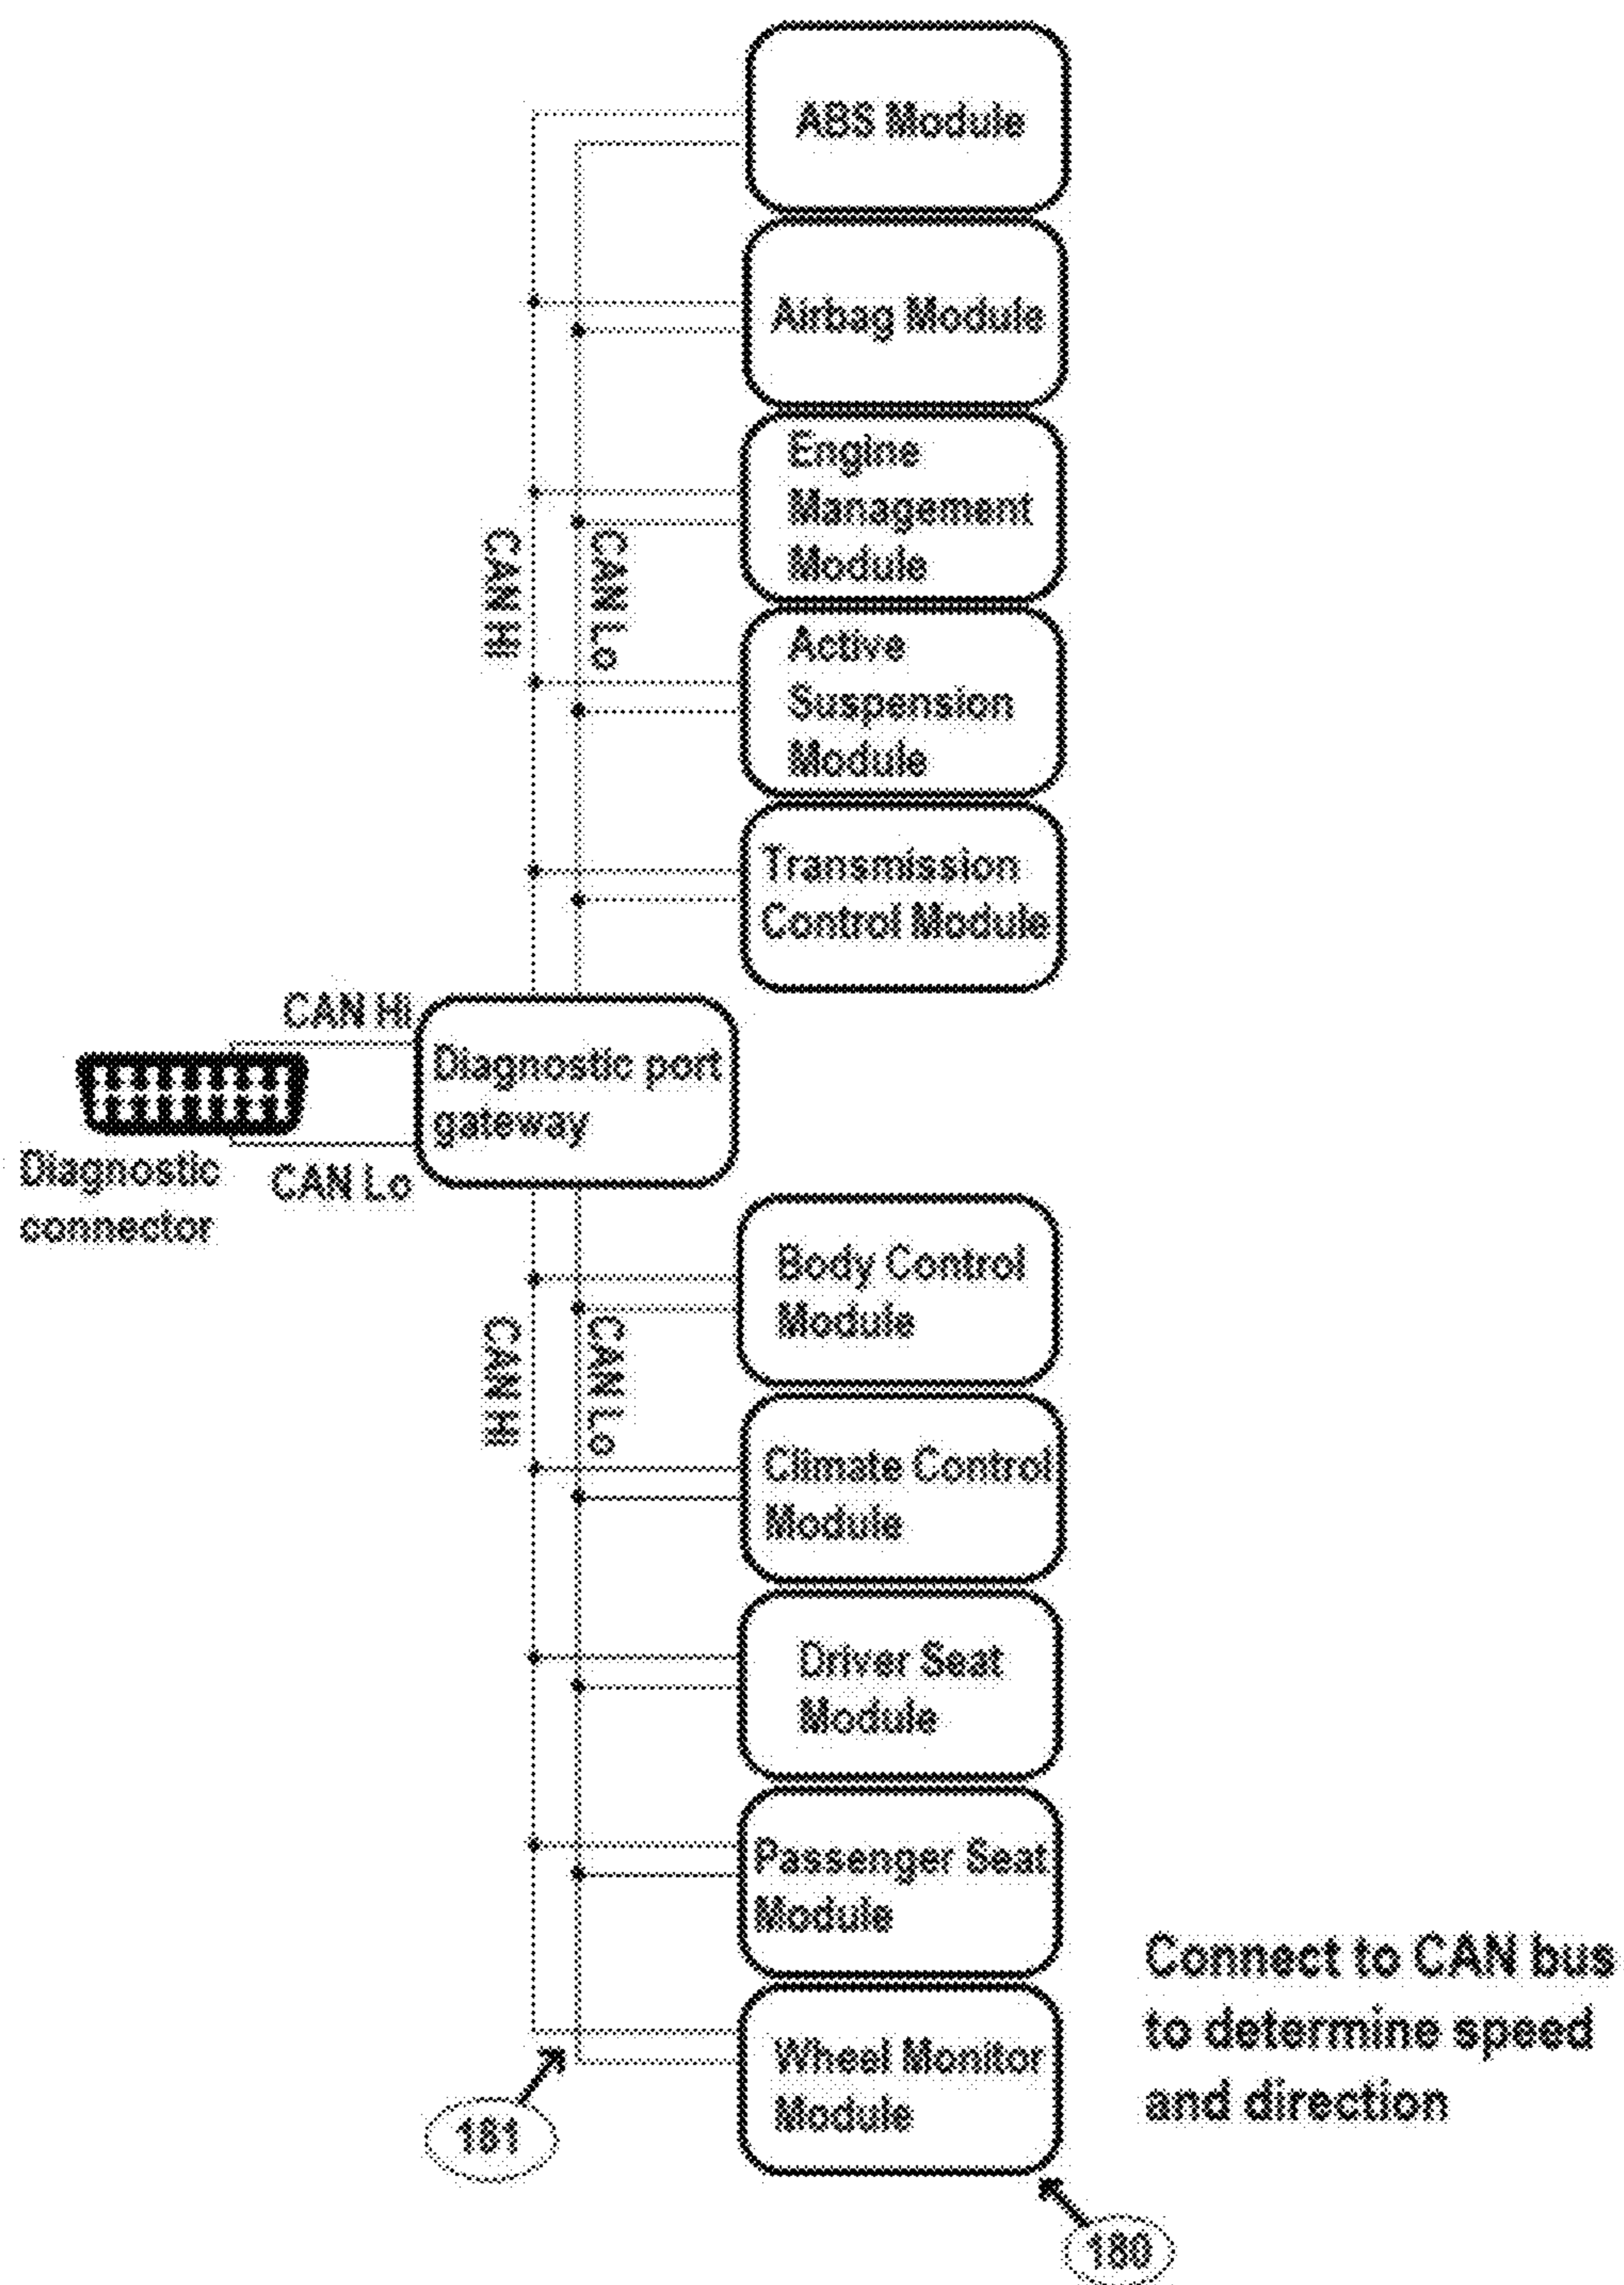 ABS Module
Airbag Module
Engine
Management
Module
CAN Hi
CAN Lo
Active
Suspension
Module
Transmission
Control Module
CAN Hi
Diagnostic port
gateway
Diagnostic
connector
CAN Lo
Body Control
Module
CAN Hi
CAN Lo
Climate Control
Module
Driver Seat
Module
Passenger Seat
Module
Connect to CAN bus
to determine speed
and direction
Wheel Monitor
Module
181
180